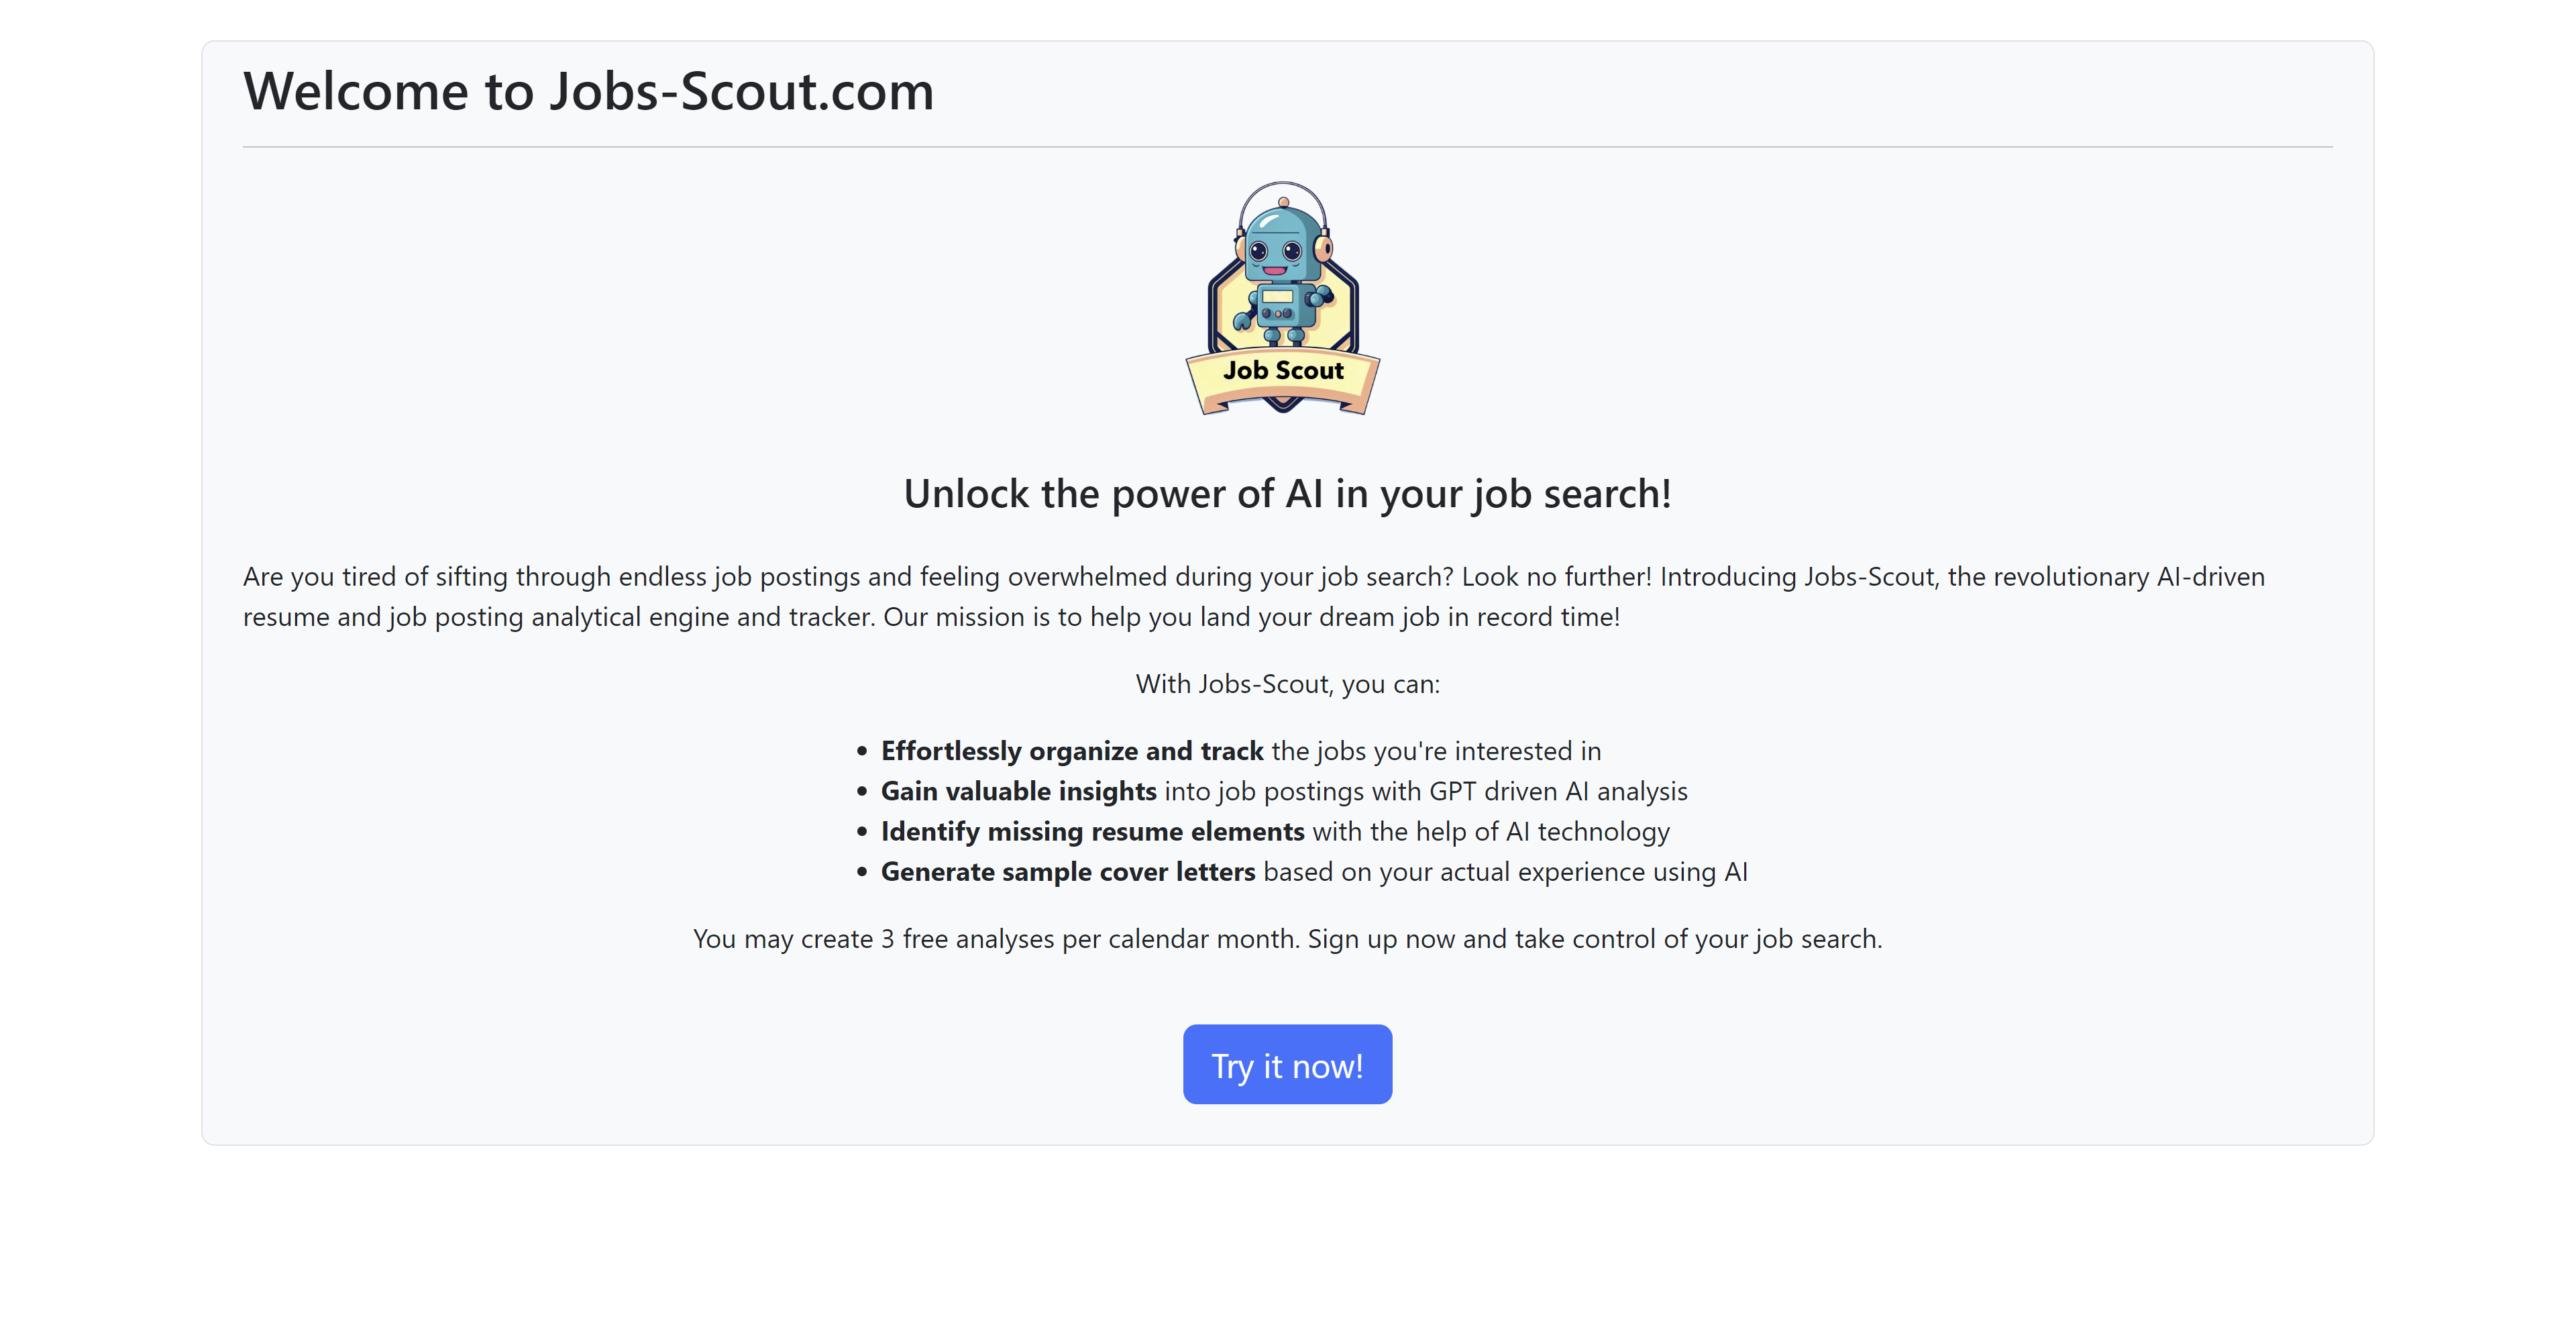 Welcome to Jobs-Scout.com
Job Scout
Unlock the power of AI in your job search!
Are you tired of sifting through endless job postings and feeling overwhelmed during your job search? Look no further! Introducing Jobs-Scout, the revolutionary AI-driven
resume and job posting analytical engine and tracker. Our mission is to help you land your dream job in record time!
With Jobs-Scout, you can:
• Effortlessly organize and track the jobs you're interested in
• Gain valuable insights into job postings with GPT driven AI analysis
• Identify missing resume elements with the help of AI technology
• Generate sample cover letters based on your actual experience using AI
You may create 3 free analyses per calendar month. Sign up now and take control of your job search.
Try it now!